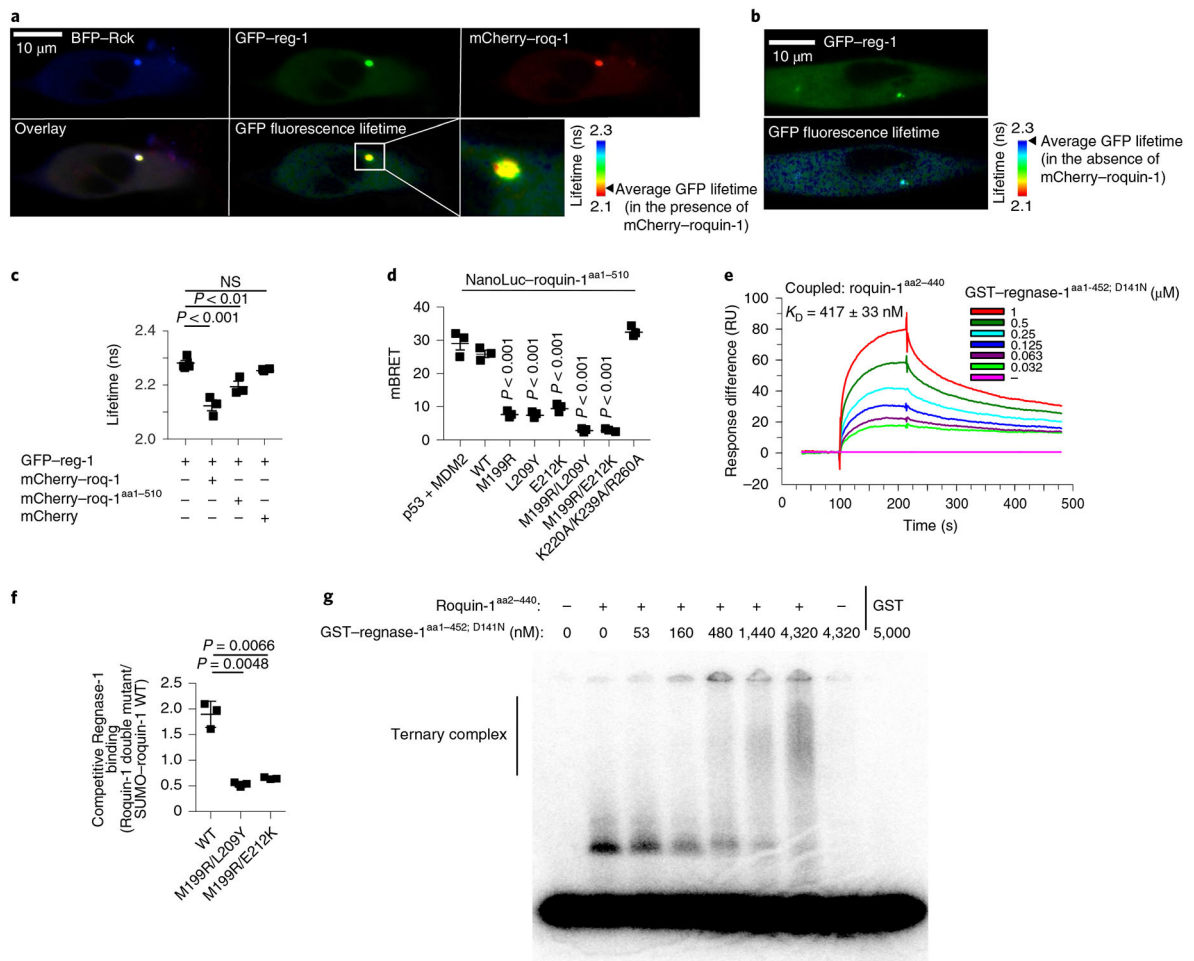 a
10 μm
BFP–Rck
GFP–reg-1
mCherry–roq-1
Overlay
GFP fluorescence lifetime
Lifetime (ns)
2.3
2.1
Average GFP lifetime
(in the presence of
mCherry–roquin-1)
b
GFP–reg-1
10 μm
GFP fluorescence lifetime
Lifetime (ns)
2.3
2.1
Average GFP lifetime
(in the absence of
mCherry–roquin-1)
c
NS
P < 0.01
P < 0.001
Lifetime (ns)
2.4
2.2
2.0
GFP–reg-1 + + + +
mCherry–roq-1 – + – –
mCherry–roq-1aa1–510 – – + –
mCherry – – – +
d
NanoLuc–roquin-1aa1–510
mBRET
40
30
20
10
0
P < 0.001
P < 0.001
P < 0.001
P < 0.001
P < 0.001
p53 + MDM2
WT
M199R
L209Y
E212K
M199R/L209Y
M199R/E212K
K220A/K239A/R260A
e
Coupled: roquin-1aa2–440
KD = 417 ± 33 nM
GST–regnase-1aa1-452; D141N (μM)
1
0.5
0.25
0.125
0.063
0.032
–
Response difference (RU)
100
80
60
40
20
0
–20
0 100 200 300 400 500
Time (s)
f
P = 0.0066
P = 0.0048
Competitive Regnase-1
binding
(Roquin-1 double mutant/
SUMO–roquin-1 WT)
2.5
2.0
1.5
1.0
0.5
0
WT
M199R/L209Y
M199R/E212K
g
Roquin-1aa2–440: – + + + + + + – GST
GST–regnase-1aa1–452; D141N (nM): 0 0 53 160 480 1,440 4,320 4,320 5,000
Ternary complex